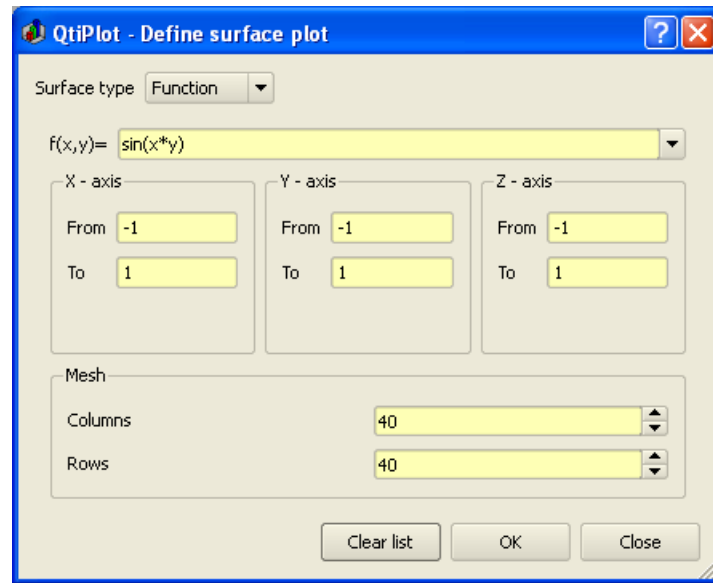 QtiPlot - Define surface plot
Surface type Function
f(x,y)= sin(x*y)
X - axis Y - axis Z - axis
From -1 From -1 From -1
To 1 To 1 To 1
Mesh
Columns 40
Rows 40
Clear list OK Close